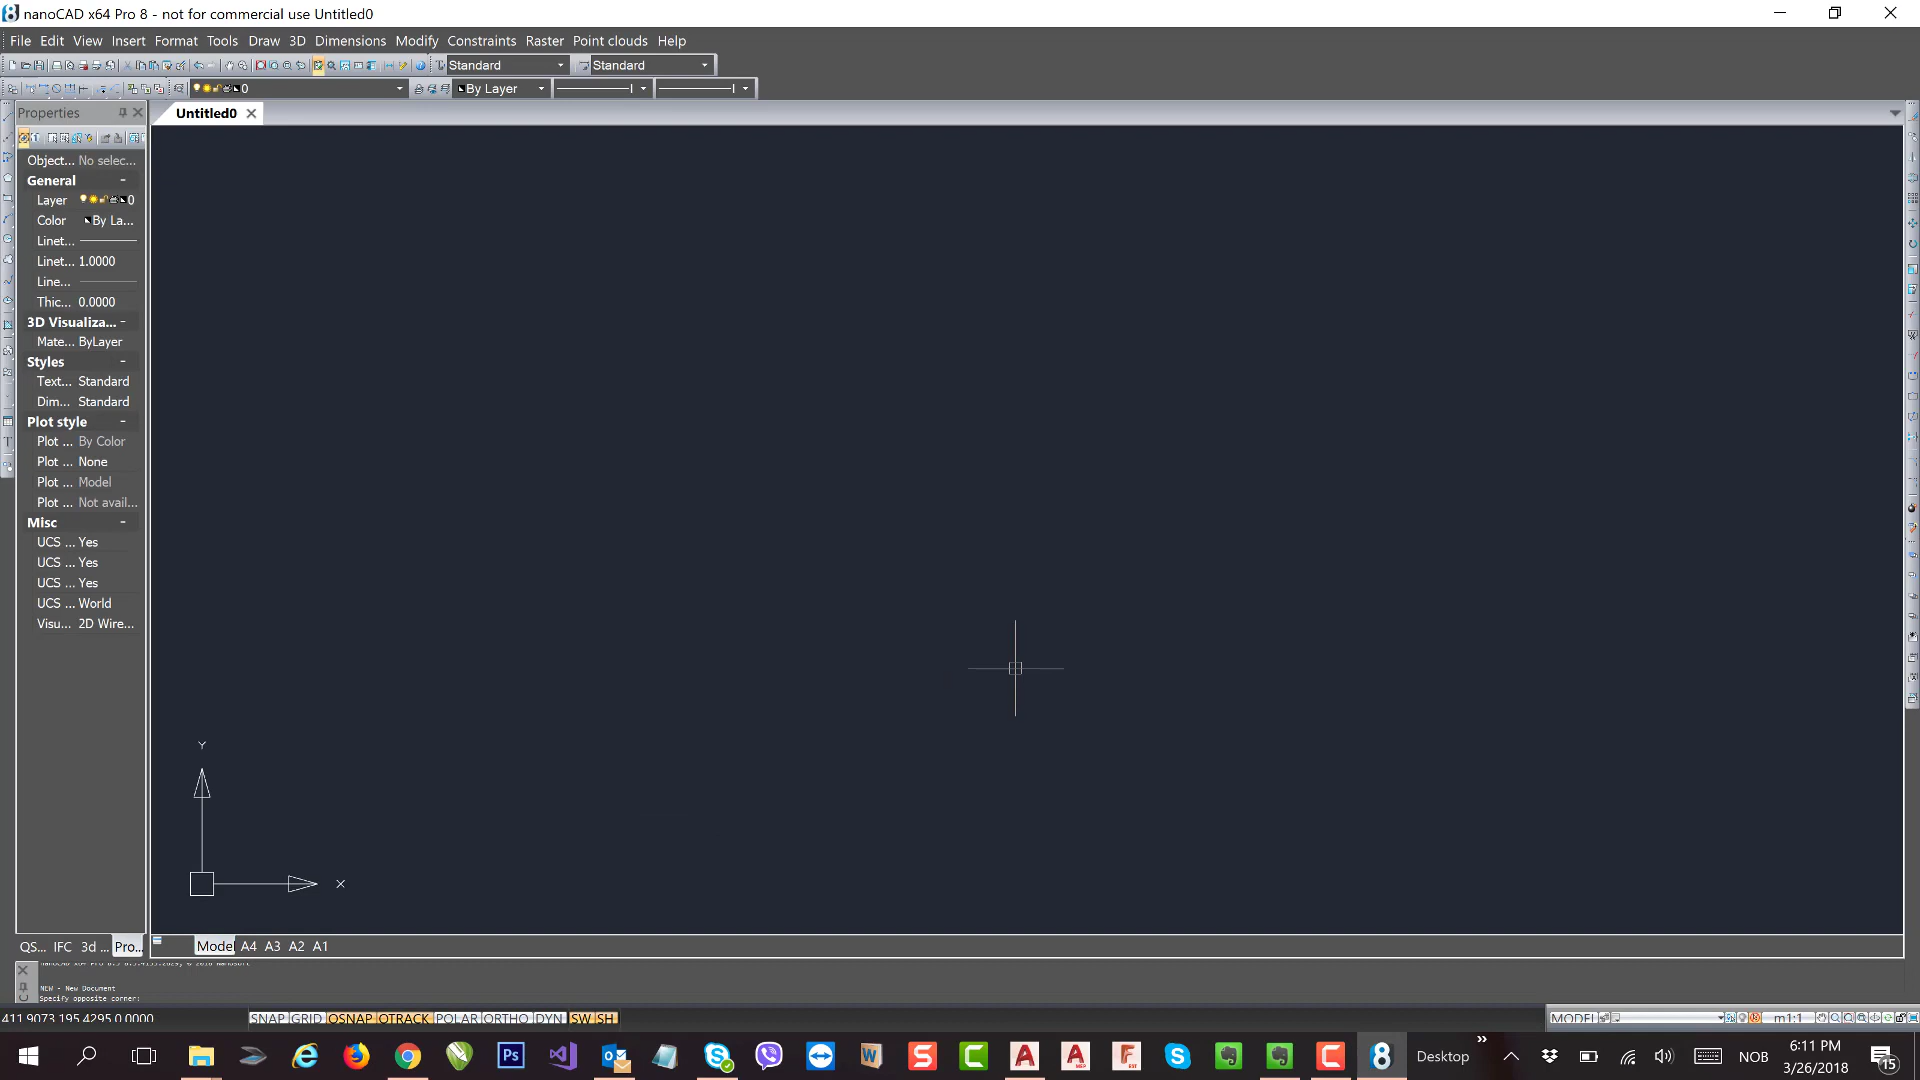 nanoCAD x64 Pro 8 - not for commercial use Untitled0
File Edit View Insert Format Tools Draw 3D Dimensions Modify Constraints Raster Point clouds Help
Standard Standard
0 By Layer
Properties
Untitled0
Object... No selec...
General
Layer 0
Color By La...
Linet...
Linet... 1.0000
Line...
Thic... 0.0000
3D Visualiza...
Mate... ByLayer
Styles
Text... Standard
Dim... Standard
Plot style
Plot ... By Color
Plot ... None
Plot ... Model
Plot ... Not avail...
Misc
UCS ... Yes
UCS ... Yes
UCS ... Yes
UCS ... World
Visu... 2D Wire...
Y
X
QS... IFC 3d ... Pro...
Model A4 A3 A2 A1
NEW - New Document
Specify opposite corner:
411.9073,195.4295,0.0000
SNAP GRID OSNAP OTRACK POLAR ORTHO DYN SW SH
MODEL m1:1
Desktop
NOB
6:11 PM
3/26/2018
15